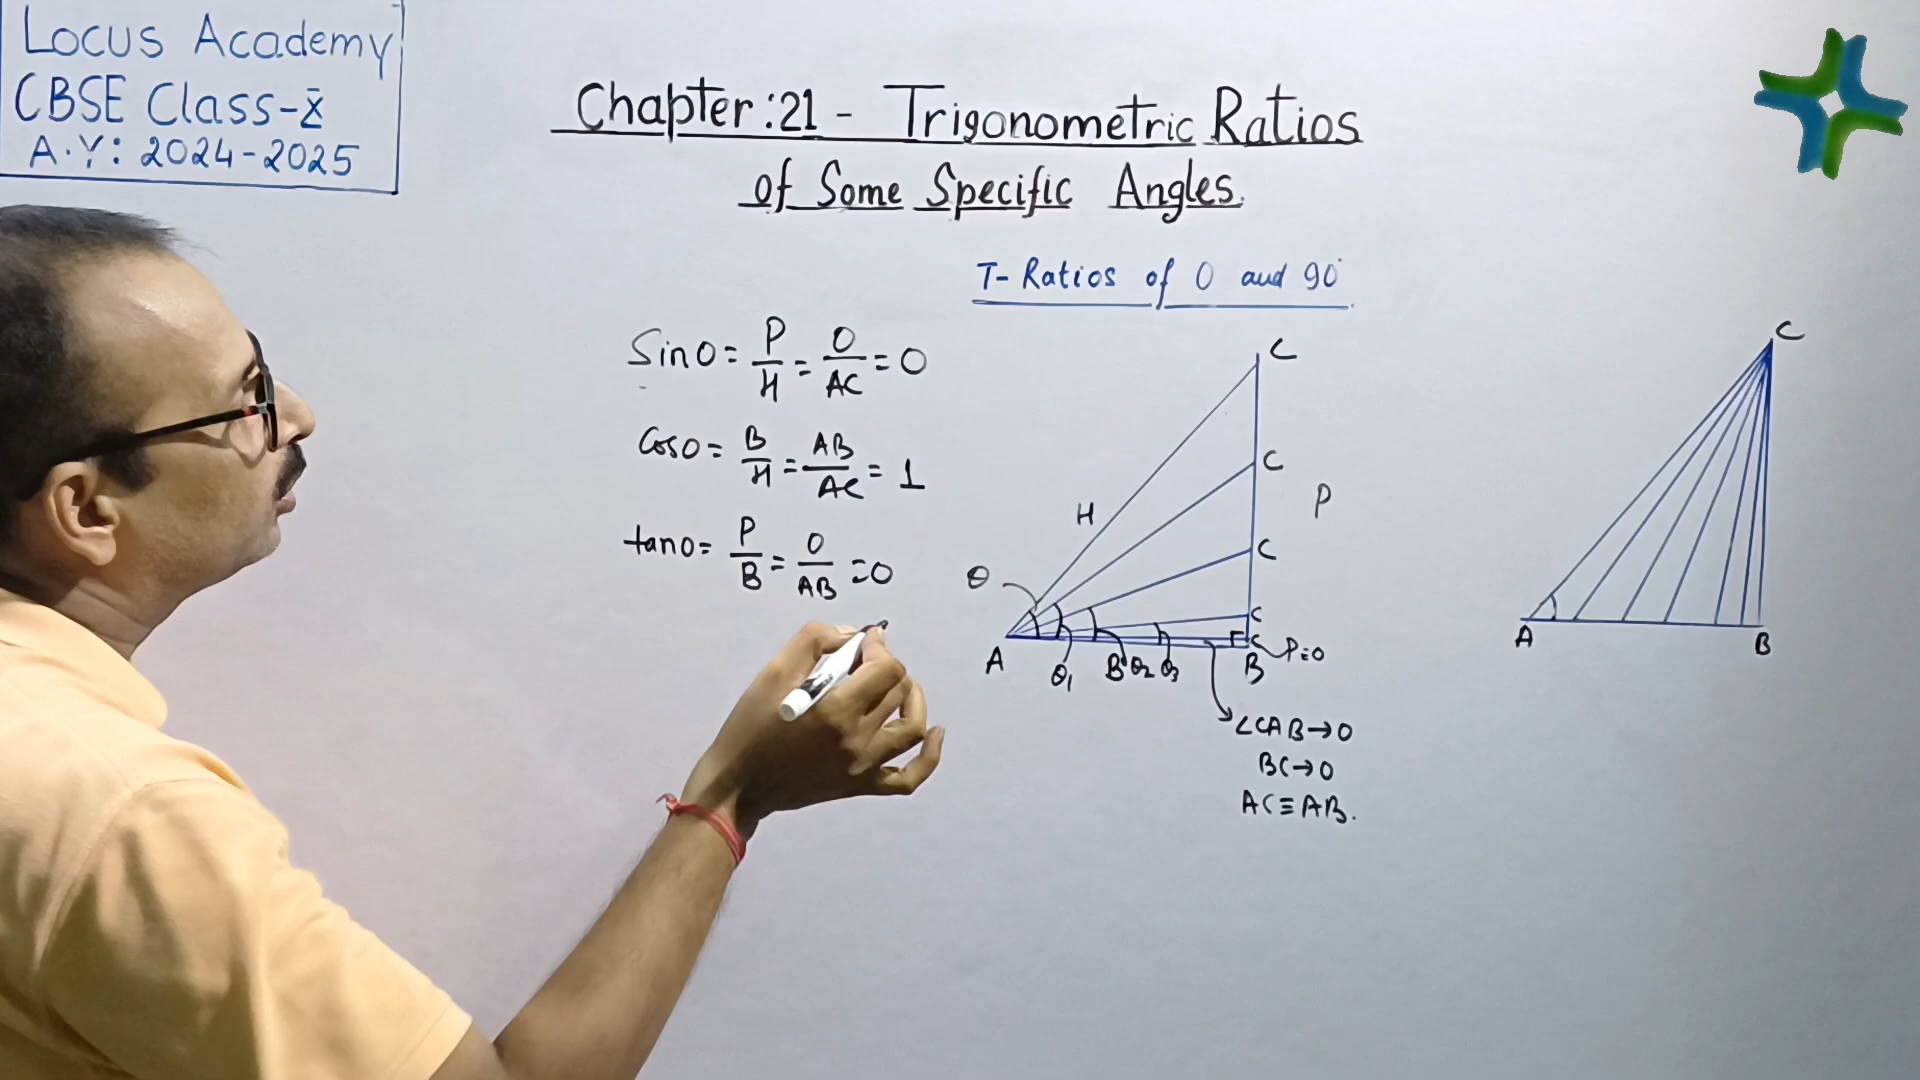 Locus Academy
CBSE Class-X
A.Y: 2024-2025
Chapter:21 - Trigonometric Ratios
of Some Specific Angles.
T-Ratios of 0 and 90°
Sin0 = P/H = 0/AC = 0
Cos0 = B/H = AB/AC = 1
tan0 = P/B = 0/AB = 0
C
C
C
C
C
H
P
θ
A
θ1
B
θ2
θ3
B
P=0
∠CAB→0
BC→0
AC≡AB.
C
A
B